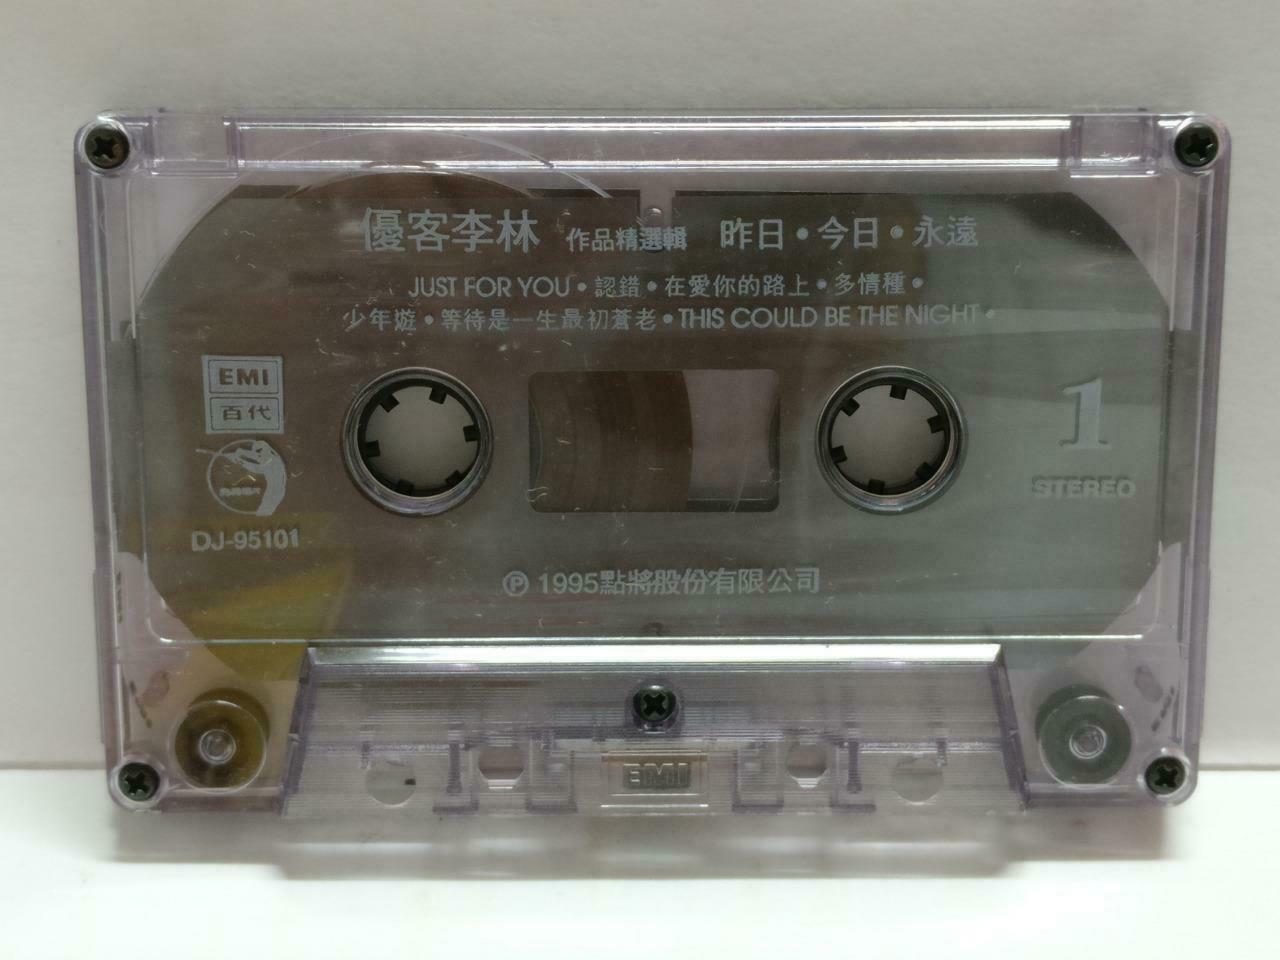 優客李林 作品精選輯 昨日•今日•永遠
JUST FOR YOU•認錯•在愛你的路上•多情種•
少年遊•等待是一生最初蒼老•THIS COULD BE THE NIGHT•
EMI
百代
1
STEREO
DJ-95101
Ⓟ 1995點將股份有限公司
EMI